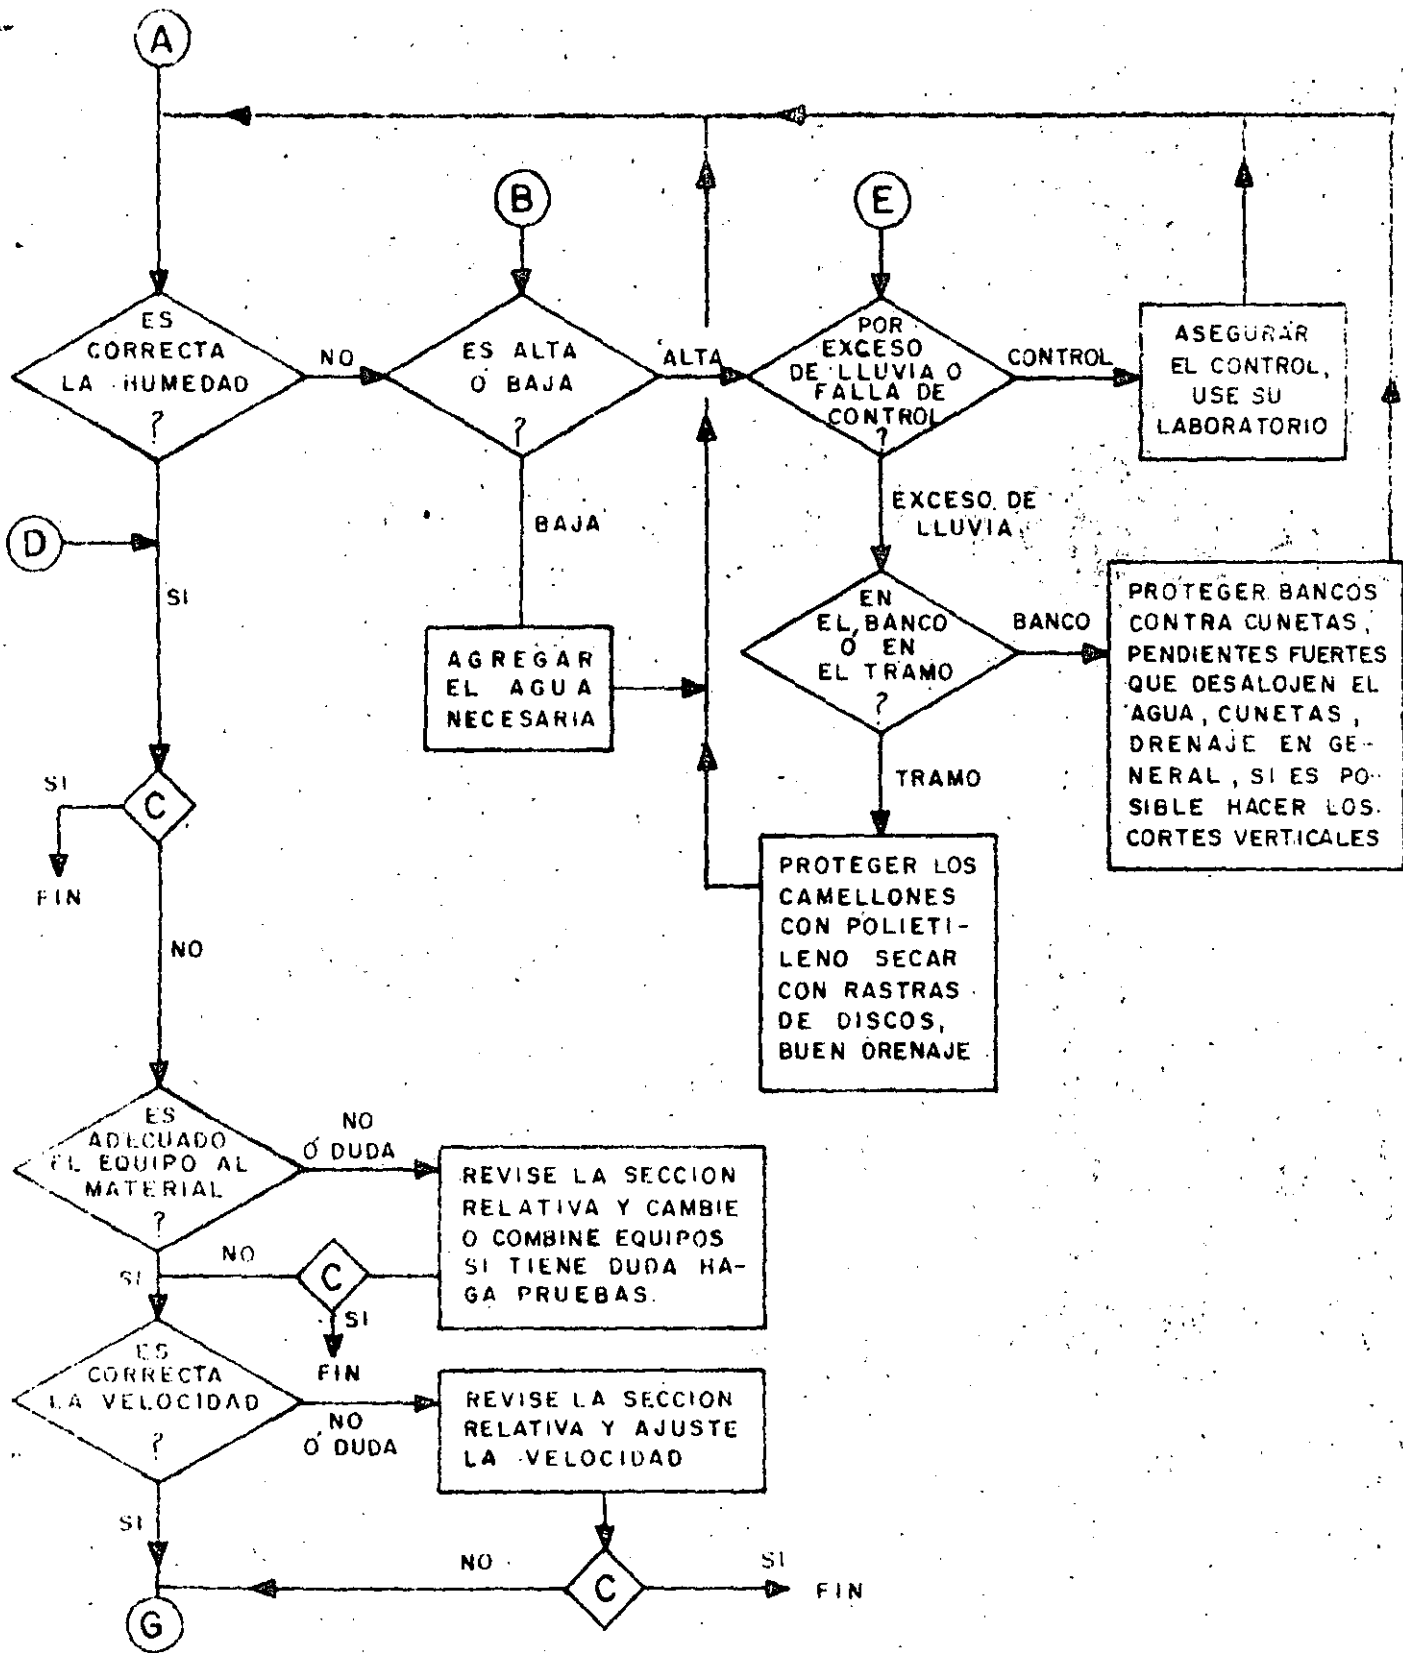 A
B
E
ES
CORRECTA
LA HUMEDAD
?
NO
ES ALTA
O BAJA
?
ALTA
POR
EXCESO
DE LLUVIA O
FALLA DE
CONTROL
?
CONTROL
ASEGURAR
EL CONTROL,
USE SU
LABORATORIO
D
SI
BAJA
EXCESO DE
LLUVIA
AGREGAR
EL AGUA
NECESARIA
EN
EL BANCO
Ó EN
EL TRAMO
?
BANCO
PROTEGER BANCOS
CONTRA CUNETAS,
PENDIENTES FUERTES
QUE DESALOJEN EL
AGUA, CUNETAS,
DRENAJE EN GE-
NERAL, SI ES PO-
SIBLE HACER LOS
CORTES VERTICALES
TRAMO
SI
C
FIN
PROTEGER LOS
CAMELLONES
CON POLIETI-
LENO SECAR
CON RASTRAS
DE DISCOS,
BUEN DRENAJE
NO
ES
ADECUADO
EL EQUIPO AL
MATERIAL
?
NO
Ó DUDA
REVISE LA SECCION
RELATIVA Y CAMBIE
O COMBINE EQUIPOS
SI TIENE DUDA HA-
GA PRUEBAS.
NO
C
SI
SI
FIN
ES
CORRECTA
LA VELOCIDAD
?
NO
Ó DUDA
REVISE LA SECCION
RELATIVA Y AJUSTE
LA VELOCIDAD
SI
NO
C
SI
FIN
G